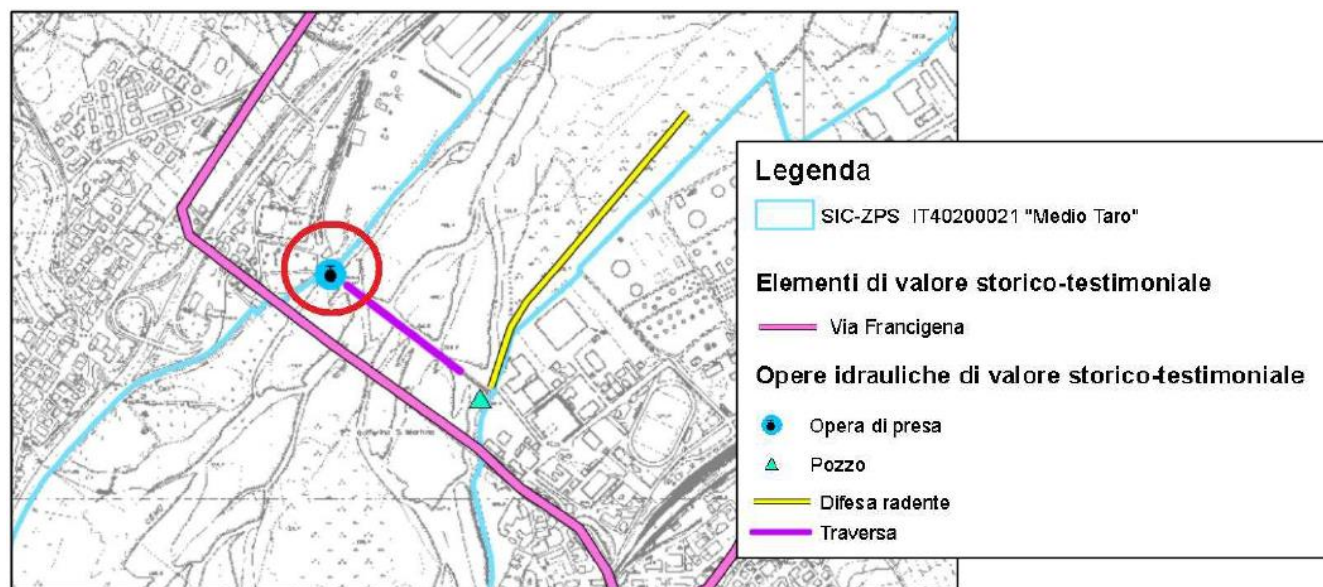 Legenda
SIC-ZPS IT40200021 "Medio Taro"
Elementi di valore storico-testimoniale
Via Francigena
Opere idrauliche di valore storico-testimoniale
Opera di presa
Pozzo
Difesa radente
Traversa